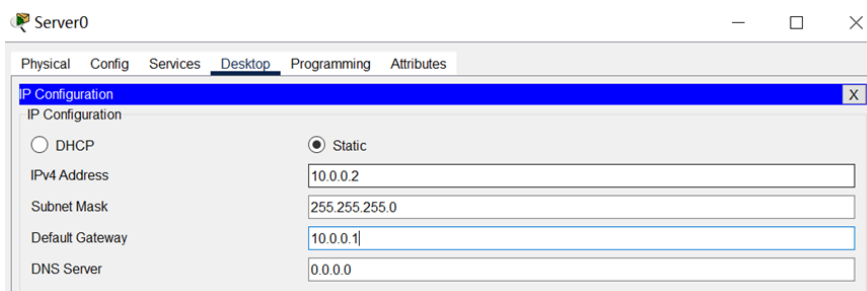 Server0
Physical Config Services Desktop Programming Attributes
IP Configuration X
IP Configuration
DHCP Static
IPv4 Address 10.0.0.2
Subnet Mask 255.255.255.0
Default Gateway 10.0.0.1
DNS Server 0.0.0.0